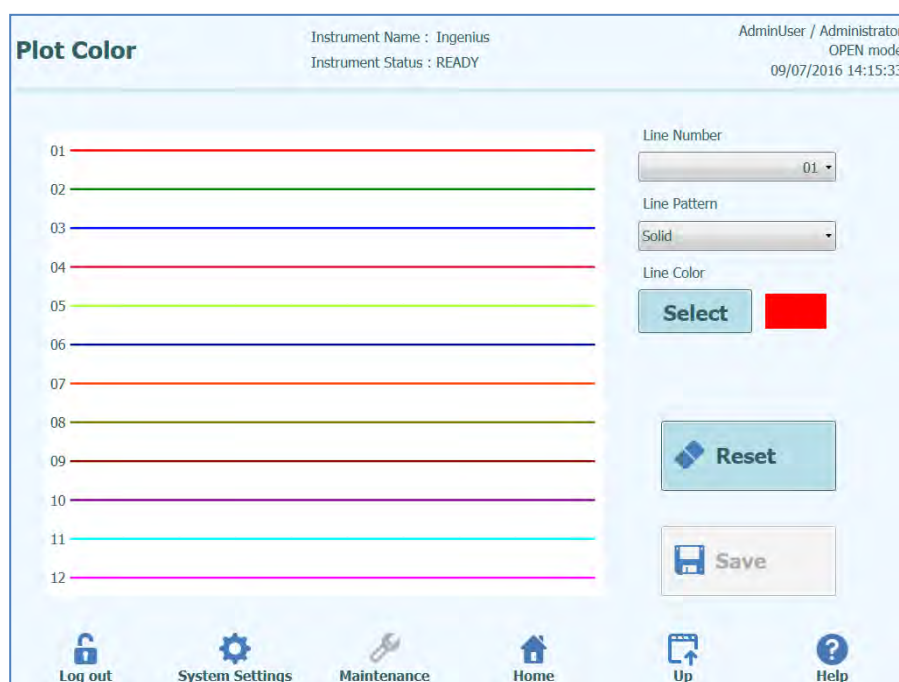 Plot Color
Instrument Name : Ingenius
Instrument Status : READY
AdminUser / Administrator
OPEN mode
09/07/2016 14:15:33
01
02
03
04
05
06
07
08
09
10
11
12
Line Number
01
Line Pattern
Solid
Line Color
Select
Reset
Save
Log out
System Settings
Maintenance
Home
Up
Help